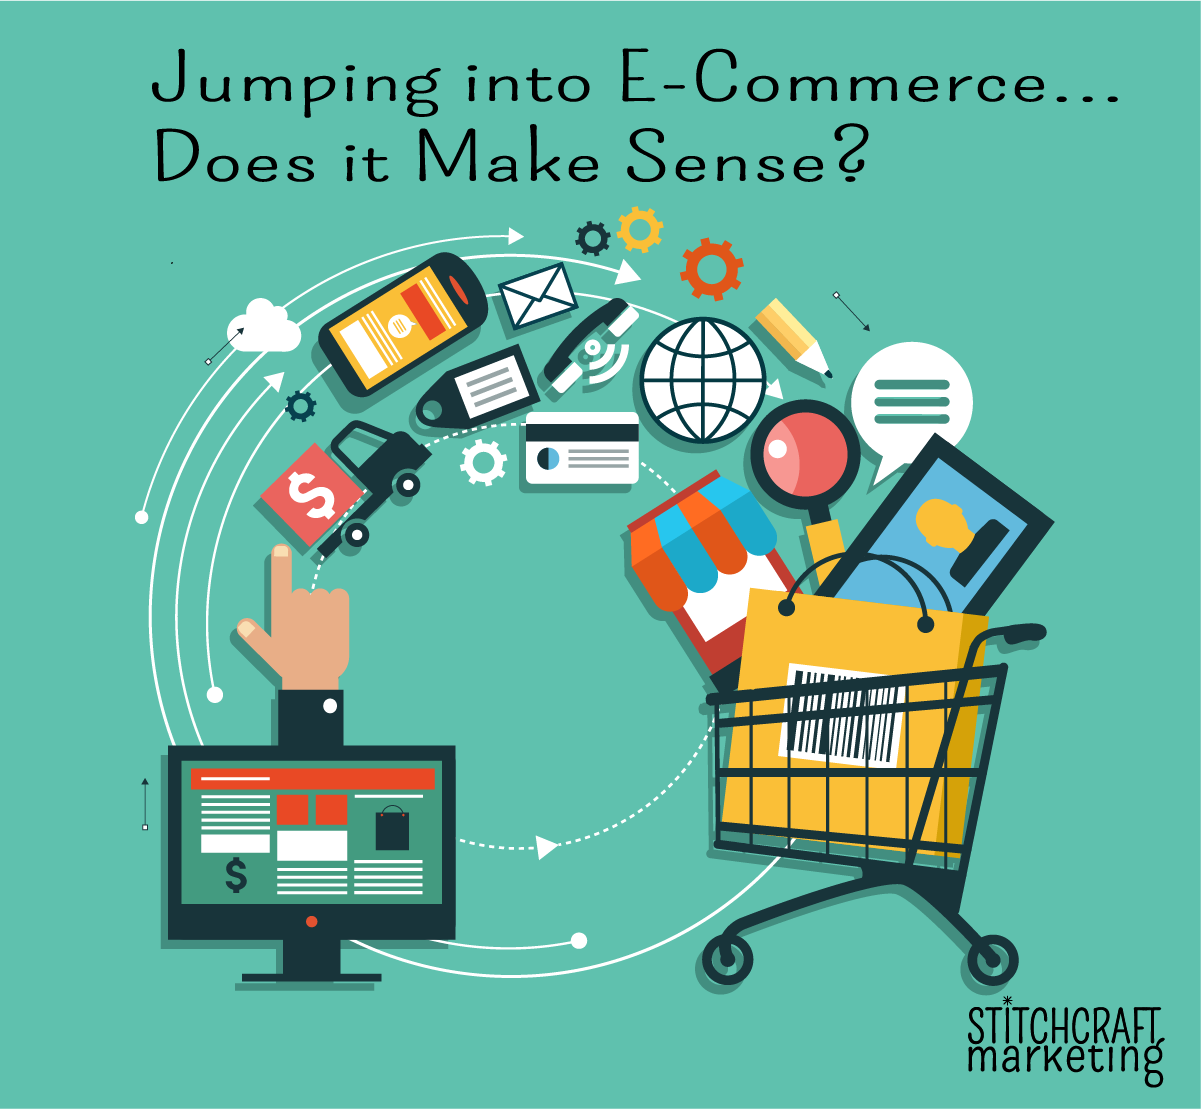 Jumping into E-Commerce...
Does it Make Sense?
$
$
STITCHCRAFT
marketing